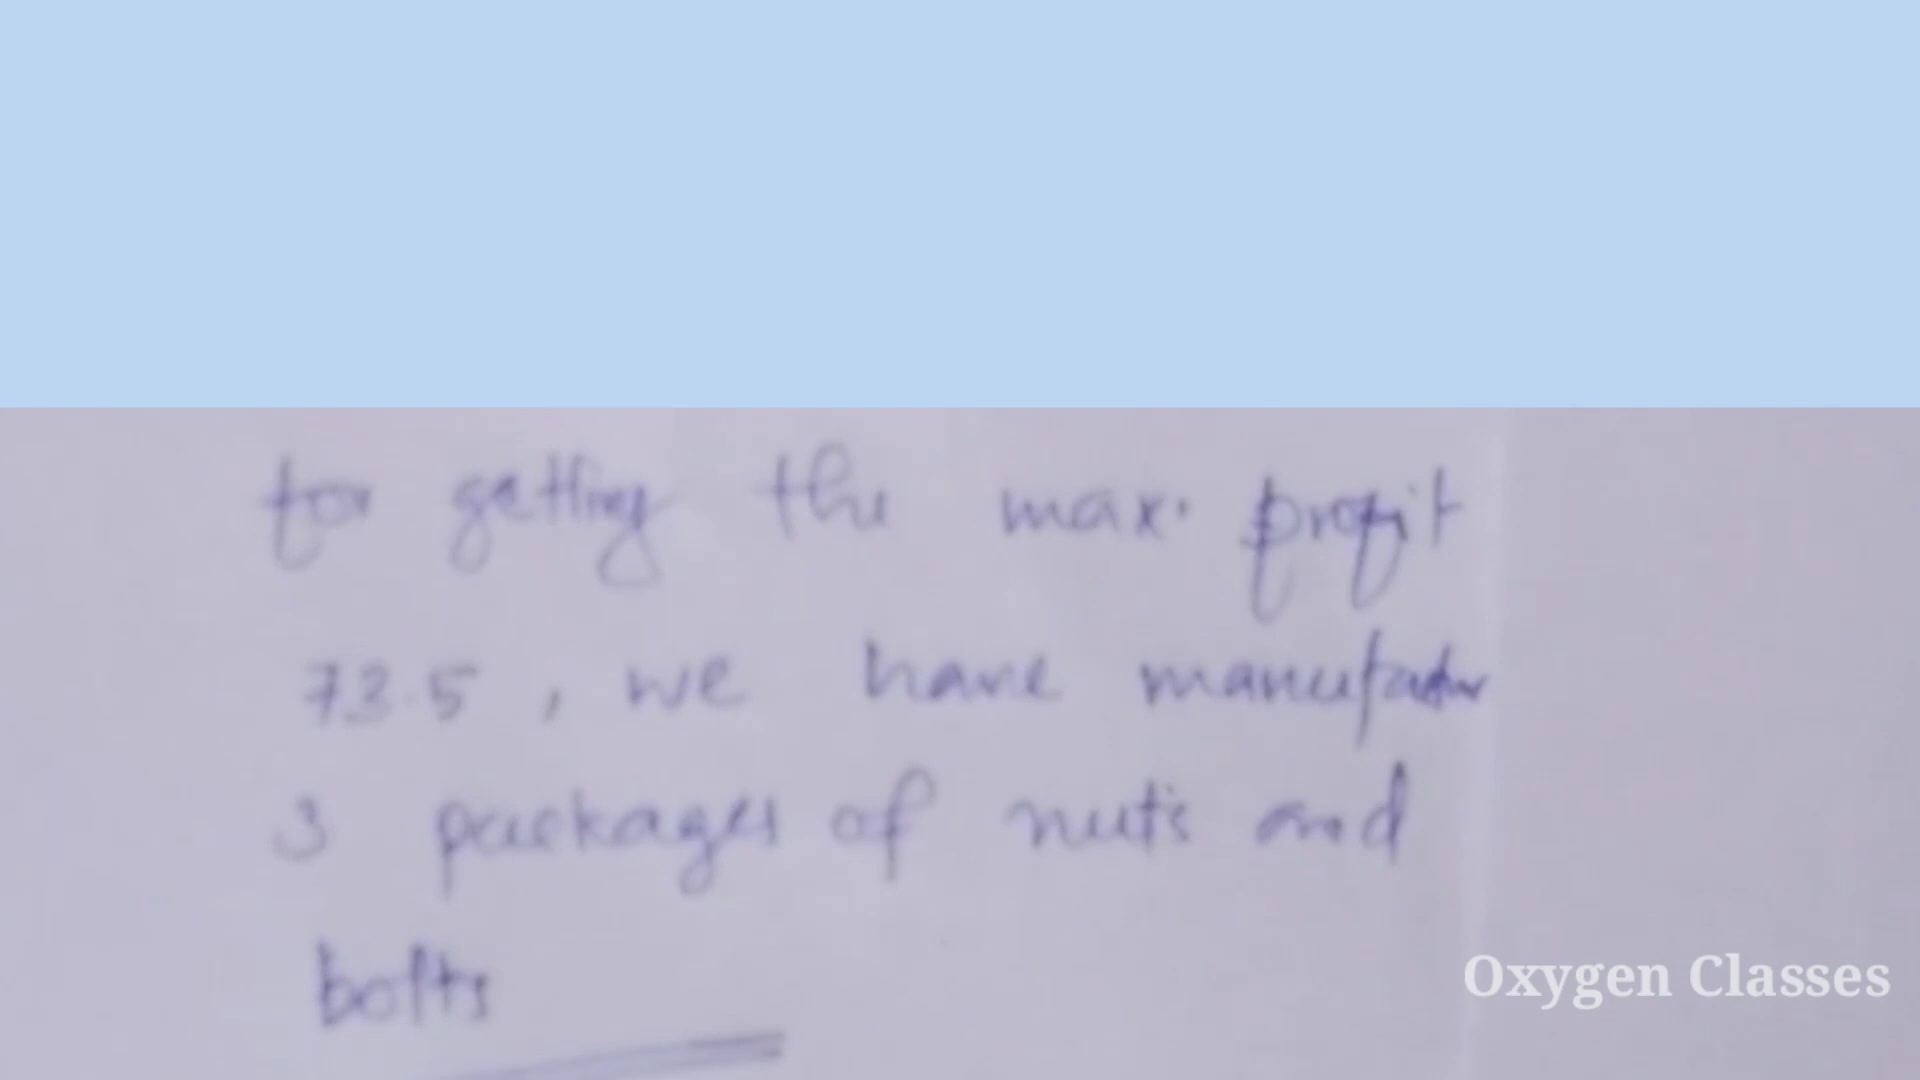 for getting the max. profit
73.5, we have manufactur
3 packages of nuts and
bolts
Oxygen Classes